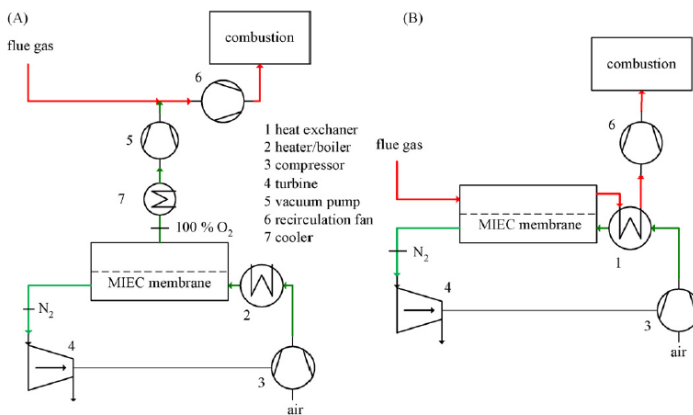 (A)
combustion
flue gas
6
5
7
100 % O₂
MIEC membrane
N₂
2
4
3
air
1 heat exchaner
2 heater/boiler
3 compressor
4 turbine
5 vacuum pump
6 recirculation fan
7 cooler
(B)
combustion
6
flue gas
MIEC membrane
1
N₂
4
3
air